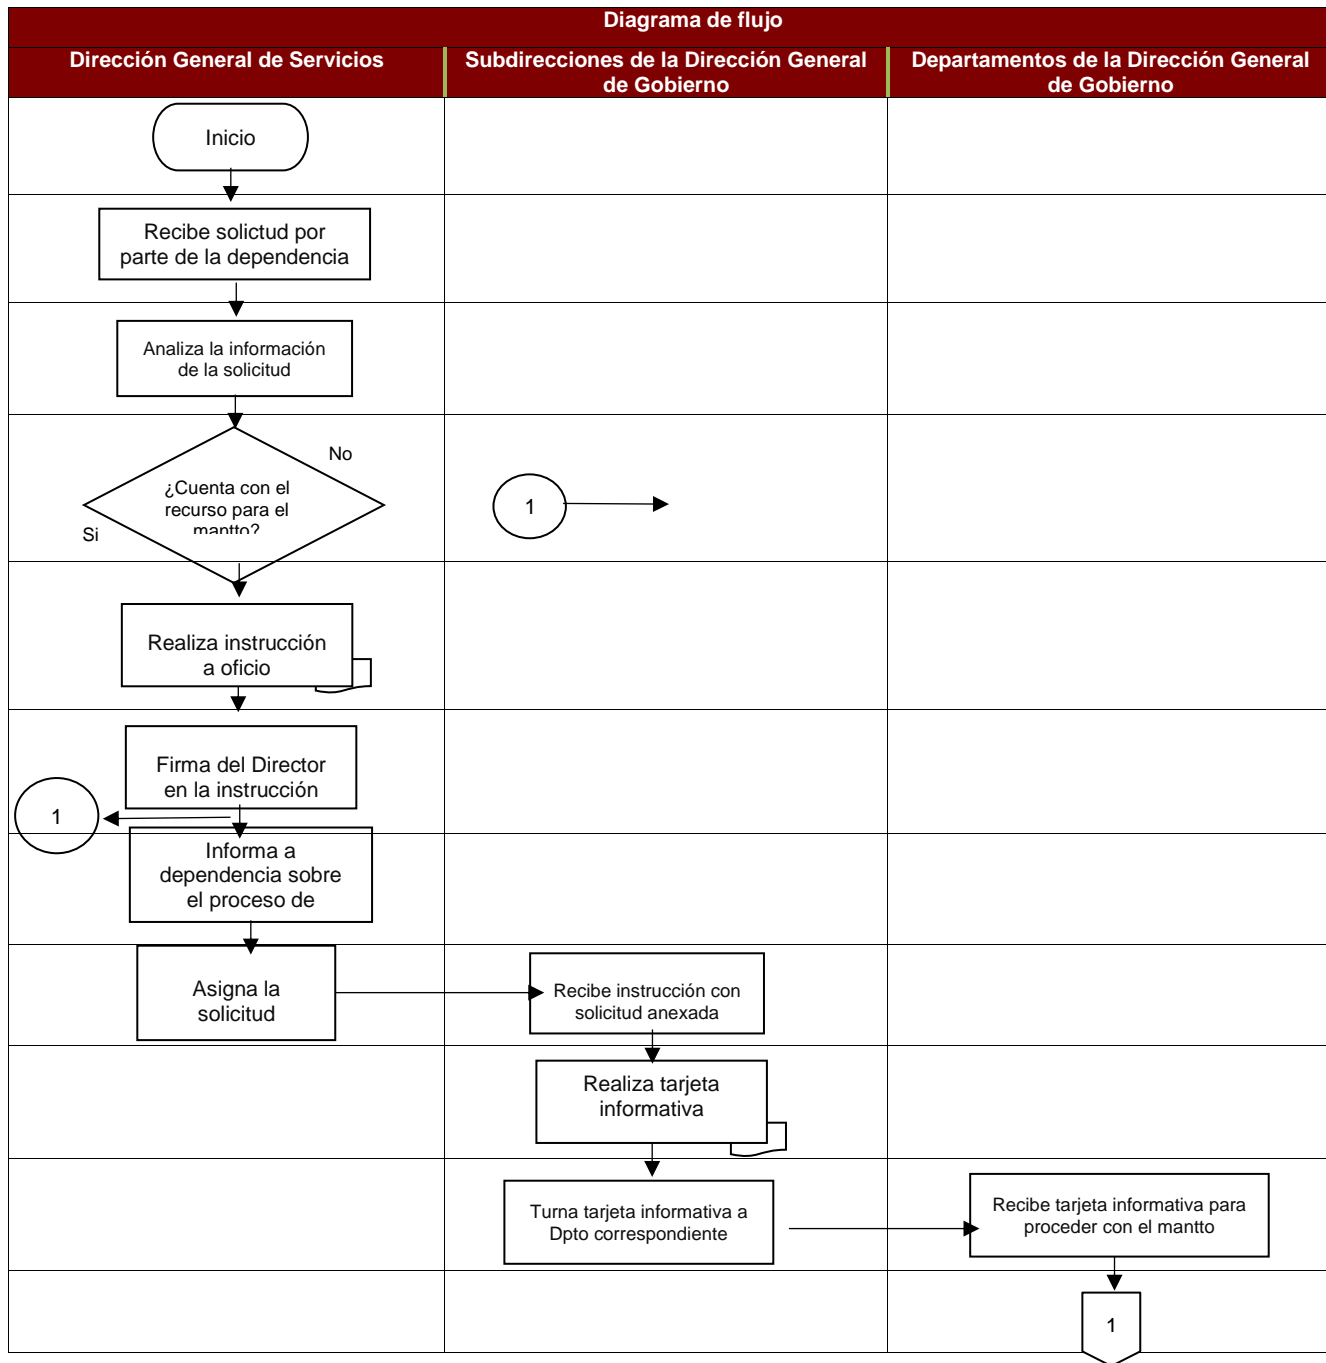 Diagrama de flujo
Dirección General de Servicios
Subdirecciones de la Dirección General
de Gobierno
Departamentos de la Dirección General
de Gobierno
Inicio
Recibe solictud por
parte de la dependencia
Analiza la información
de la solicitud
No
¿Cuenta con el
recurso para el
mantto?
Si
1
Realiza instrucción
a oficio
Firma del Director
en la instrucción
1
Informa a
dependencia sobre
el proceso de
Asigna la
solicitud
Recibe instrucción con
solicitud anexada
Realiza tarjeta
informativa
Turna tarjeta informativa a
Dpto correspondiente
Recibe tarjeta informativa para
proceder con el mantto
1